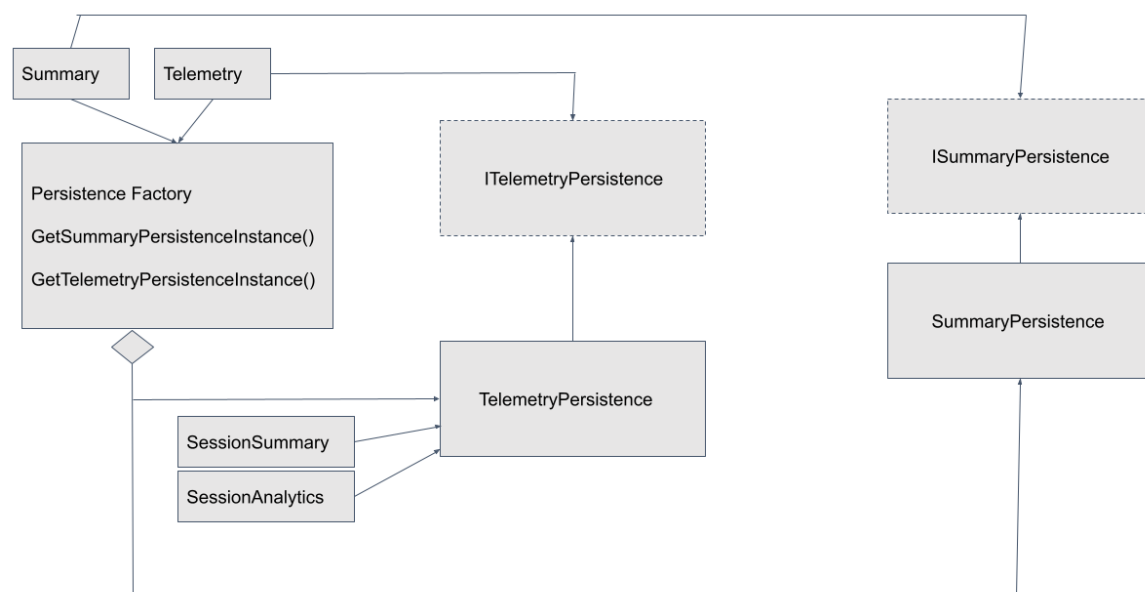 Summary
Telemetry
Persistence Factory
GetSummaryPersistenceInstance()
GetTelemetryPersistenceInstance()
ITelemetryPersistence
ISummaryPersistence
SummaryPersistence
TelemetryPersistence
SessionSummary
SessionAnalytics